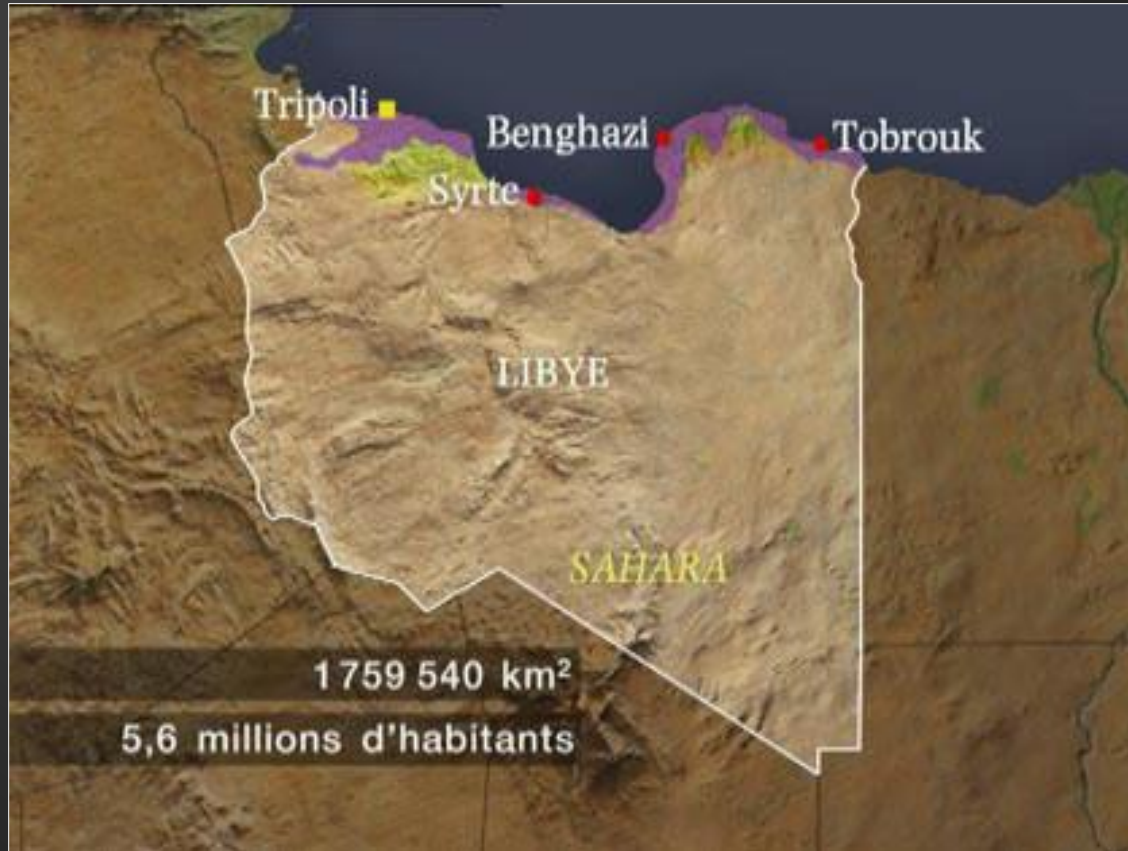 Tripoli
Benghazi
Tobrouk
Syrte
LIBYE
SAHARA
1 759 540 km²
5,6 millions d'habitants